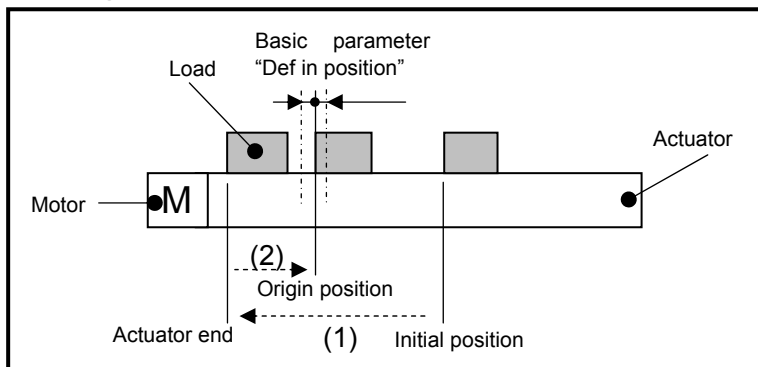 Basic parameter
“Def in position”
Load
Actuator
Motor
M
(2)
Origin position
Actuator end
(1)
Initial position